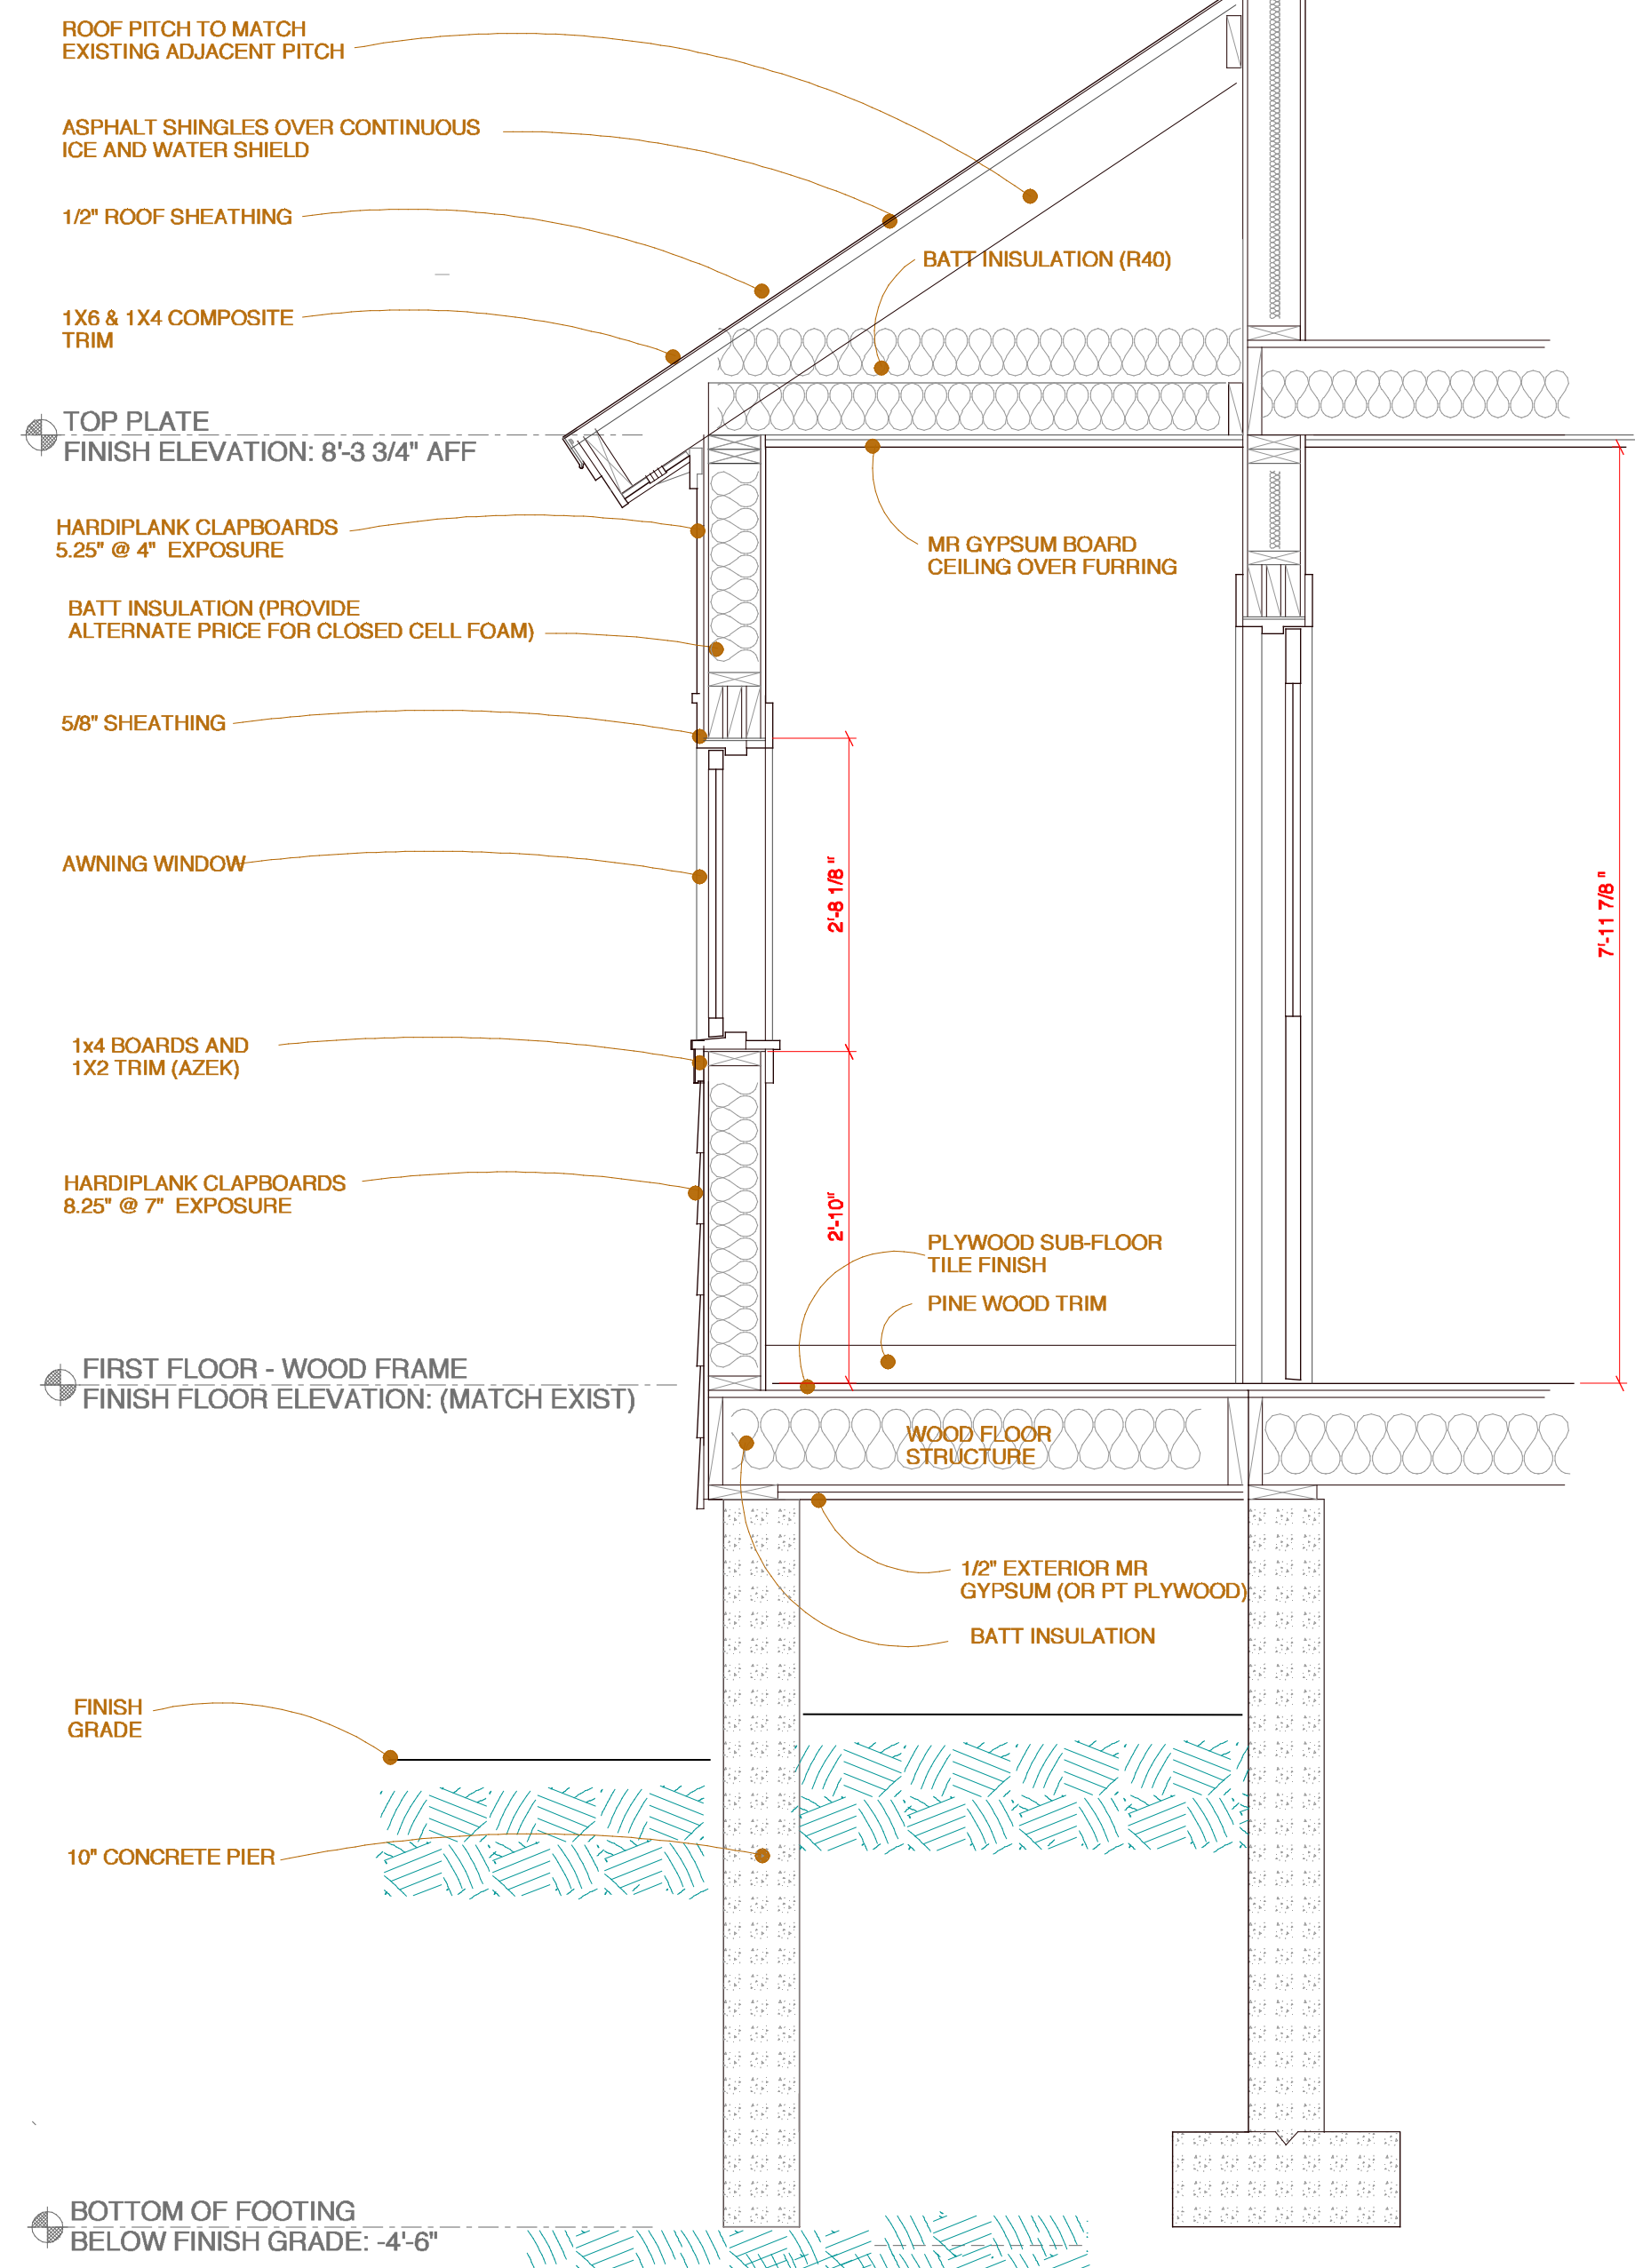 ROOF PITCH TO MATCH
EXISTING ADJACENT PITCH
ASPHALT SHINGLES OVER CONTINUOUS
ICE AND WATER SHIELD
1/2" ROOF SHEATHING
BATT INISULATION (R40)
1X6 & 1X4 COMPOSITE
TRIM
TOP PLATE
FINISH ELEVATION: 8'-3 3/4" AFF
HARDIPLANK CLAPBOARDS
5.25" @ 4" EXPOSURE
MR GYPSUM BOARD
CEILING OVER FURRING
BATT INSULATION (PROVIDE
ALTERNATE PRICE FOR CLOSED CELL FOAM)
5/8" SHEATHING
AWNING WINDOW
2'-8 1/8 "
7'-11 7/8 "
1x4 BOARDS AND
1X2 TRIM (AZEK)
HARDIPLANK CLAPBOARDS
8.25" @ 7" EXPOSURE
2'-10"
PLYWOOD SUB-FLOOR
TILE FINISH
PINE WOOD TRIM
FIRST FLOOR - WOOD FRAME
FINISH FLOOR ELEVATION: (MATCH EXIST)
WOOD FLOOR
STRUCTURE
1/2" EXTERIOR MR
GYPSUM (OR PT PLYWOOD)
BATT INSULATION
FINISH
GRADE
10" CONCRETE PIER
BOTTOM OF FOOTING
BELOW FINISH GRADE: -4'-6"